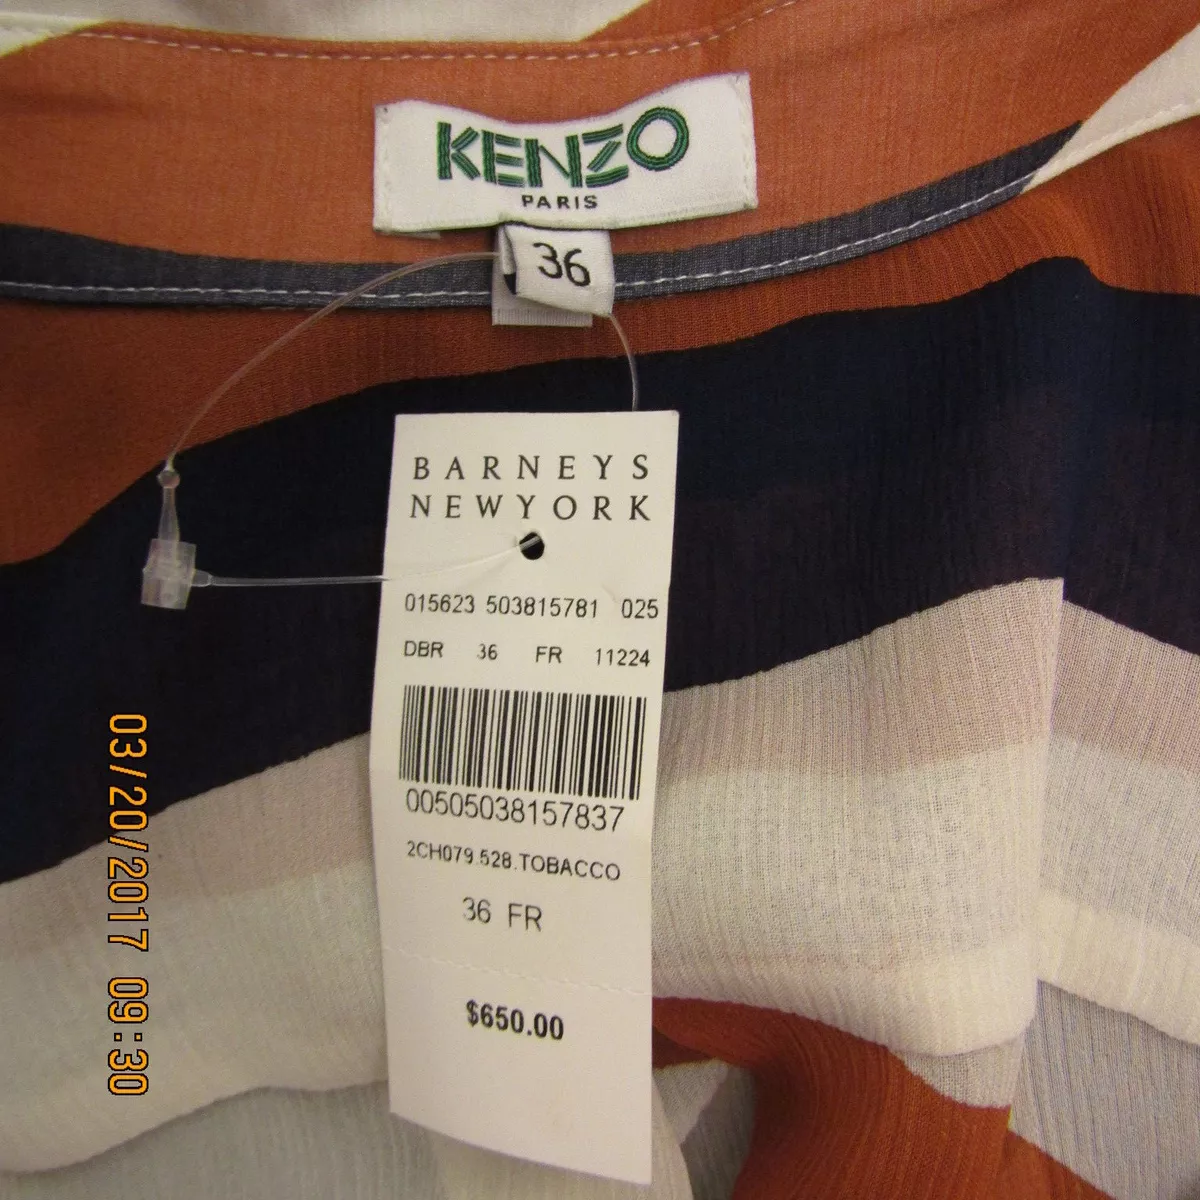 KENZO
PARIS
36
BARNEYS
NEWYORK
015623 503815781 025
DBR 36 FR 11224
00505038157837
2CH079.528.TOBACCO
36 FR
$650.00
03/20/2017 09:30